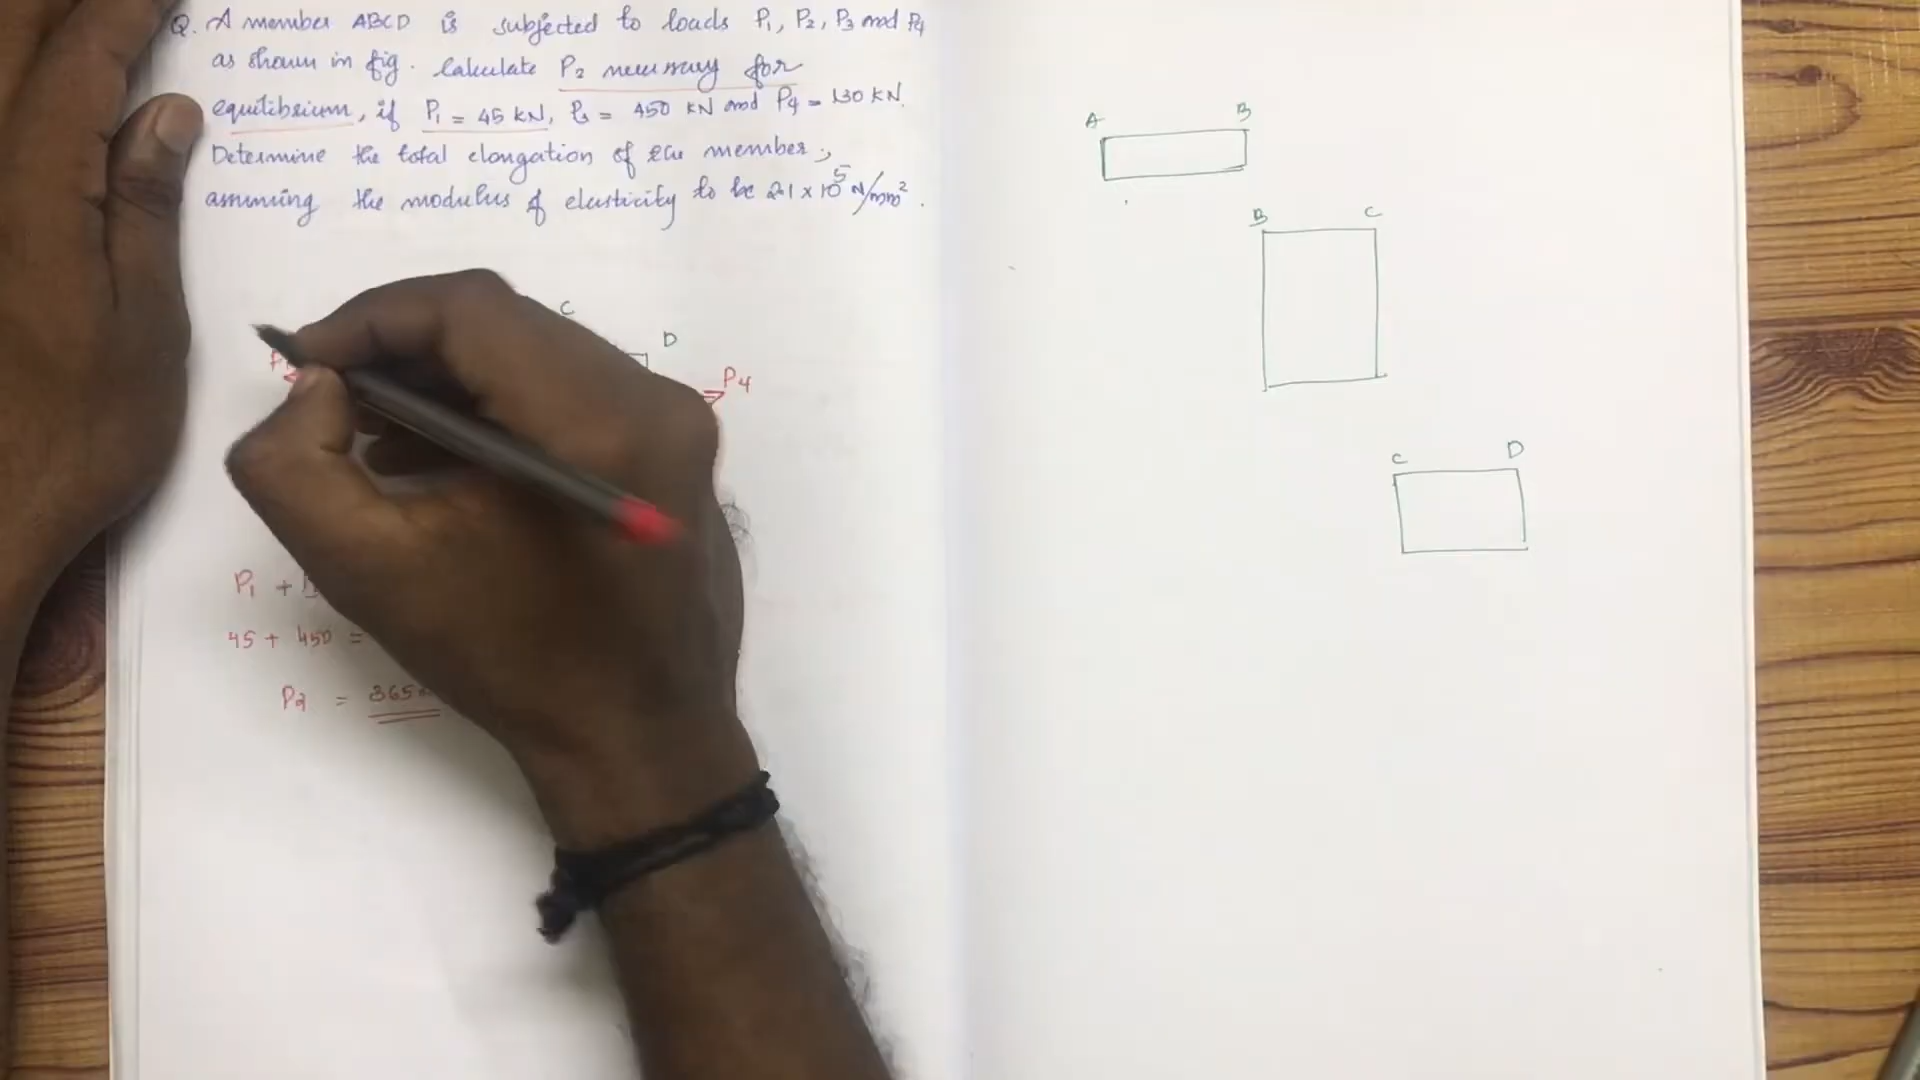 Q. A member ABCD is subjected to loads P1, P2, P3 and P4
as shown in fig. Calculate P2 necessary for
equilibrium, if P1 = 45 KN, P3 = 450 KN and P4 = 130 KN.
Determine the total elongation of the member,
assuming the modulus of elasticity to be 2.1 x 10^5 N/mm^2.
C
D
P4
P1 +
45 + 450 =
P2 = 365
A B
B C
C D